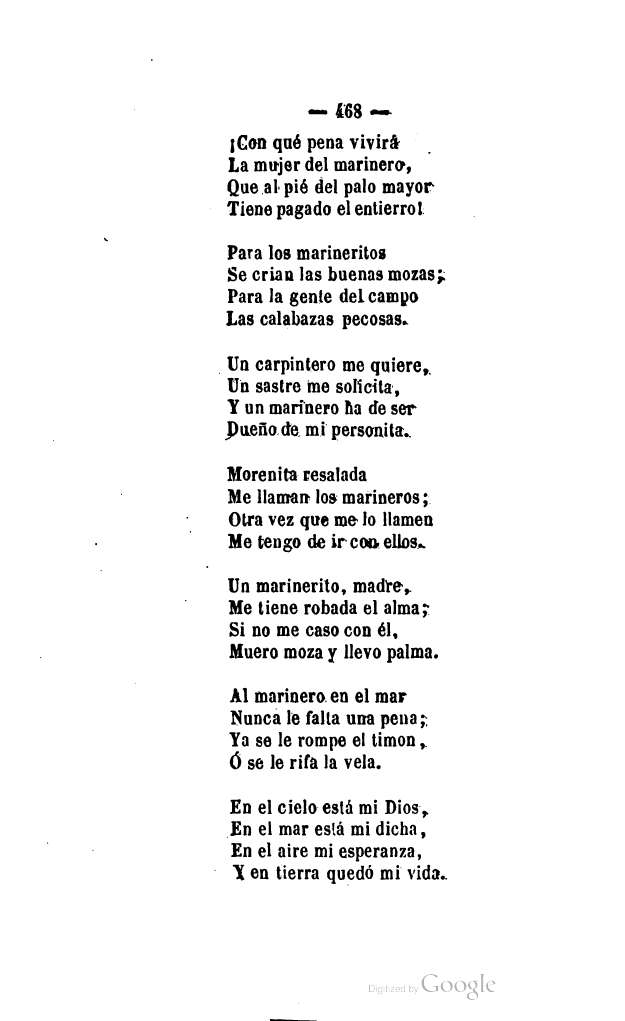 — 468 —
¡Con qué pena vivirá
La mujer del marinero,
Que al pié del palo mayor
Tiene pagado el entierro!

Para los marineritos
Se crian las buenas mozas;
Para la gente del campo
Las calabazas pecosas.

Un carpintero me quiere,
Un sastre me solicita,
Y un marinero ha de ser
Dueño de mi personita.

Morenita resalada
Me llaman los marineros;
Otra vez que me lo llamen
Me tengo de ir con ellos.

Un marinerito, madre,
Me tiene robada el alma;
Si no me caso con él,
Muero moza y llevo palma.

Al marinero en el mar
Nunca le falta una pena;
Ya se le rompe el timon,
Ó se le rifa la vela.

En el cielo está mi Dios,
En el mar está mi dicha,
En el aire mi esperanza,
Y en tierra quedó mi vida.

Digitized by Google